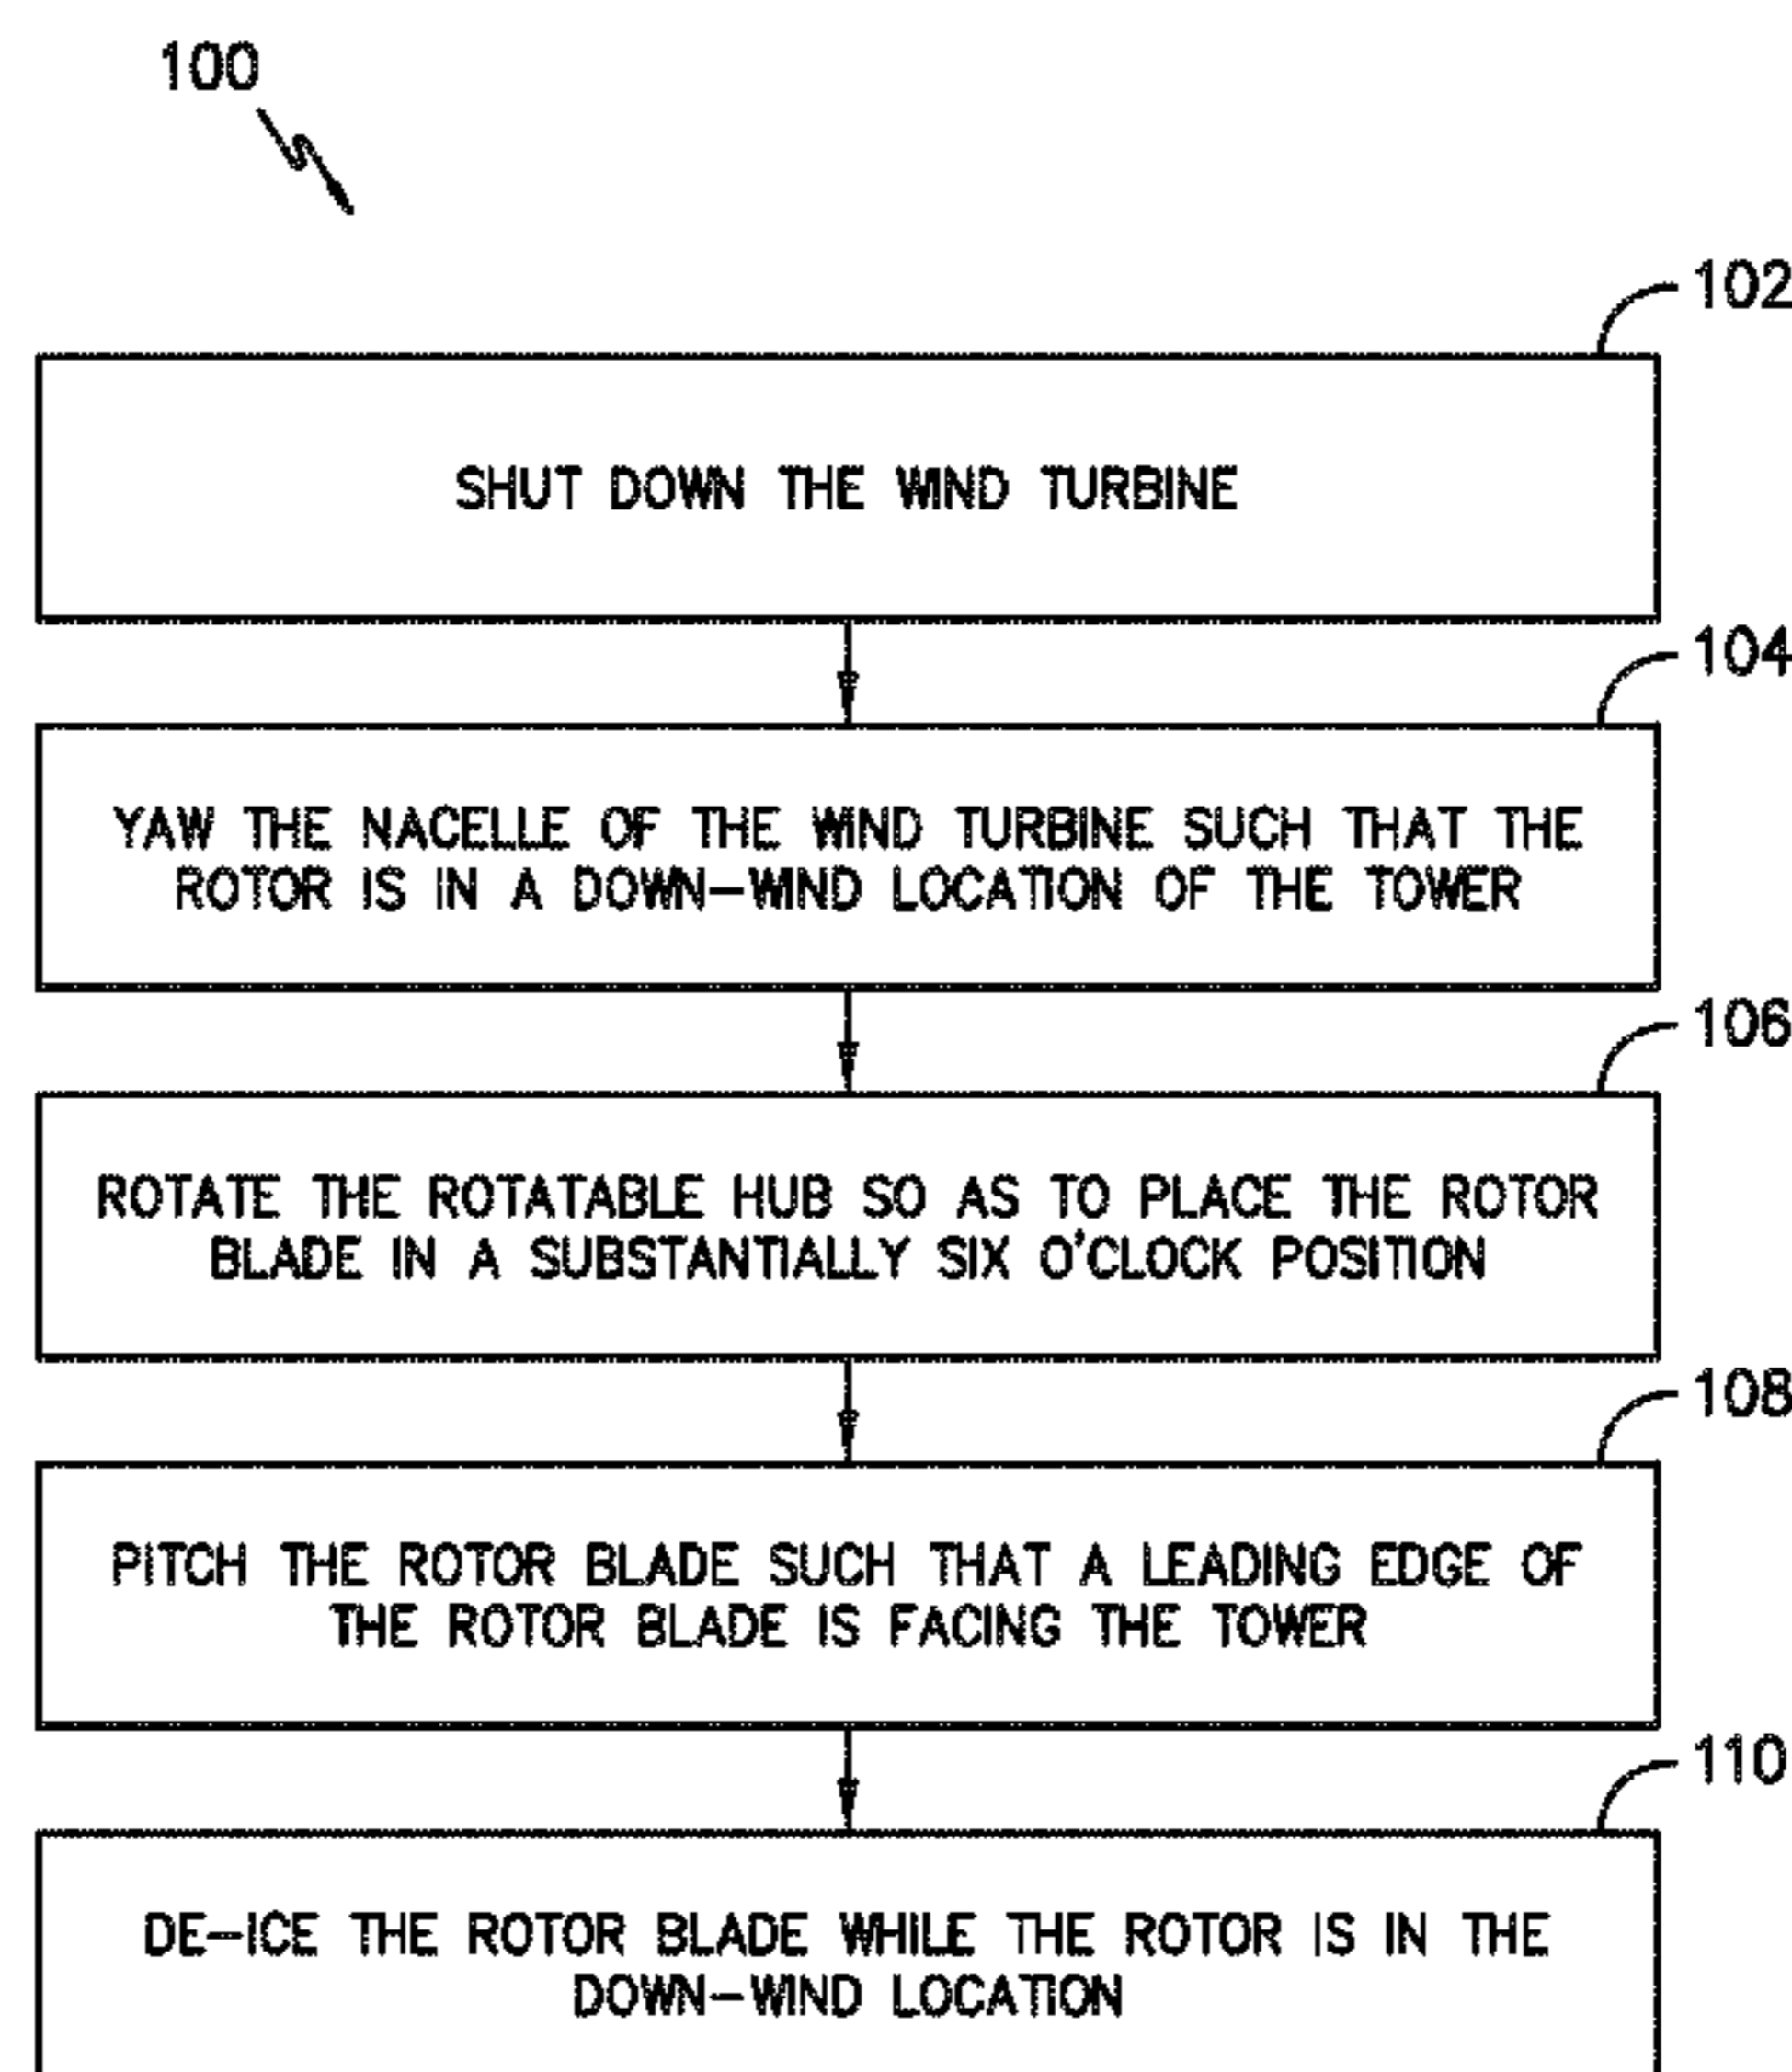 100
102
SHUT DOWN THE WIND TURBINE
104
YAW THE NACELLE OF THE WIND TURBINE SUCH THAT THE
ROTOR IS IN A DOWN-WIND LOCATION OF THE TOWER
106
ROTATE THE ROTATABLE HUB SO AS TO PLACE THE ROTOR
BLADE IN A SUBSTANTIALLY SIX O'CLOCK POSITION
108
PITCH THE ROTOR BLADE SUCH THAT A LEADING EDGE OF
THE ROTOR BLADE IS FACING THE TOWER
110
DE-ICE THE ROTOR BLADE WHILE THE ROTOR IS IN THE
DOWN-WIND LOCATION